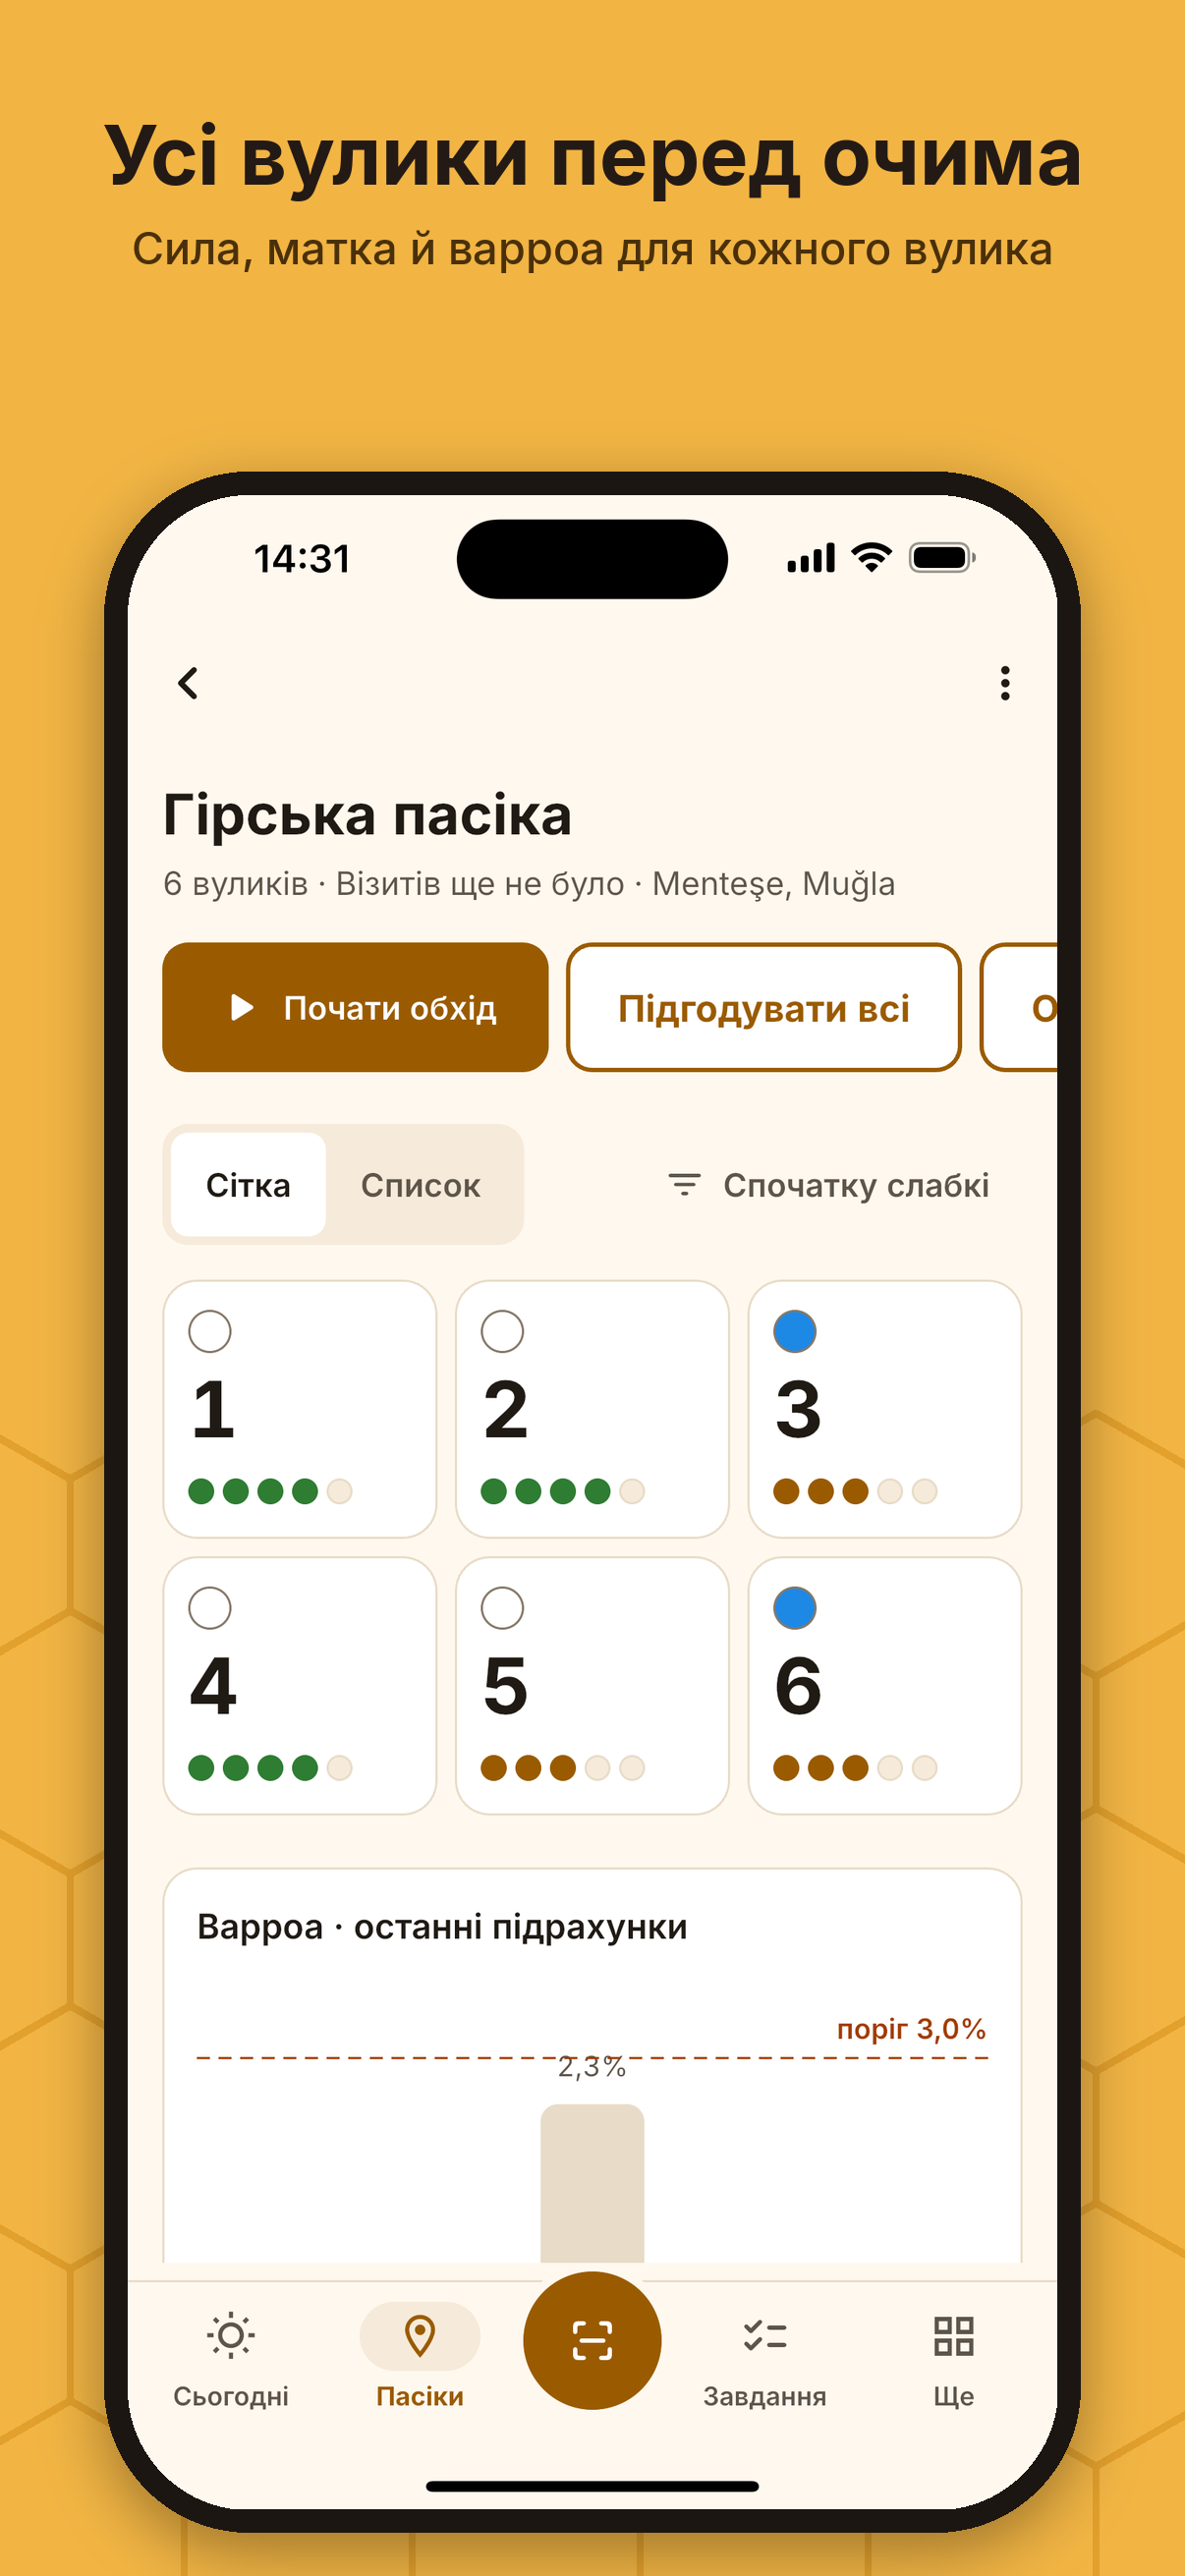 Усі вулики перед очима
Сила, матка й варроа для кожного вулика
14:31
Гірська пасіка
6 вуликів · Візитів ще не було · Menteşe, Muğla
Почати обхід
Підгодувати всі
Сітка
Список
Спочатку слабкі
1
2
3
4
5
6
Варроа · останні підрахунки
поріг 3,0%
2,3%
Сьогодні
Пасіки
Завдання
Ще